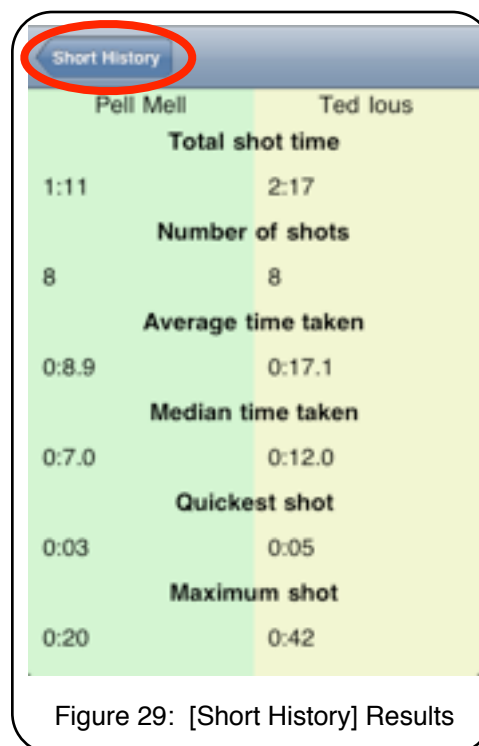 Short History
Pell Mell Ted Ious
Total shot time
1:11 2:17
Number of shots
8 8
Average time taken
0:8.9 0:17.1
Median time taken
0:7.0 0:12.0
Quickest shot
0:03 0:05
Maximum shot
0:20 0:42
Figure 29: [Short History] Results